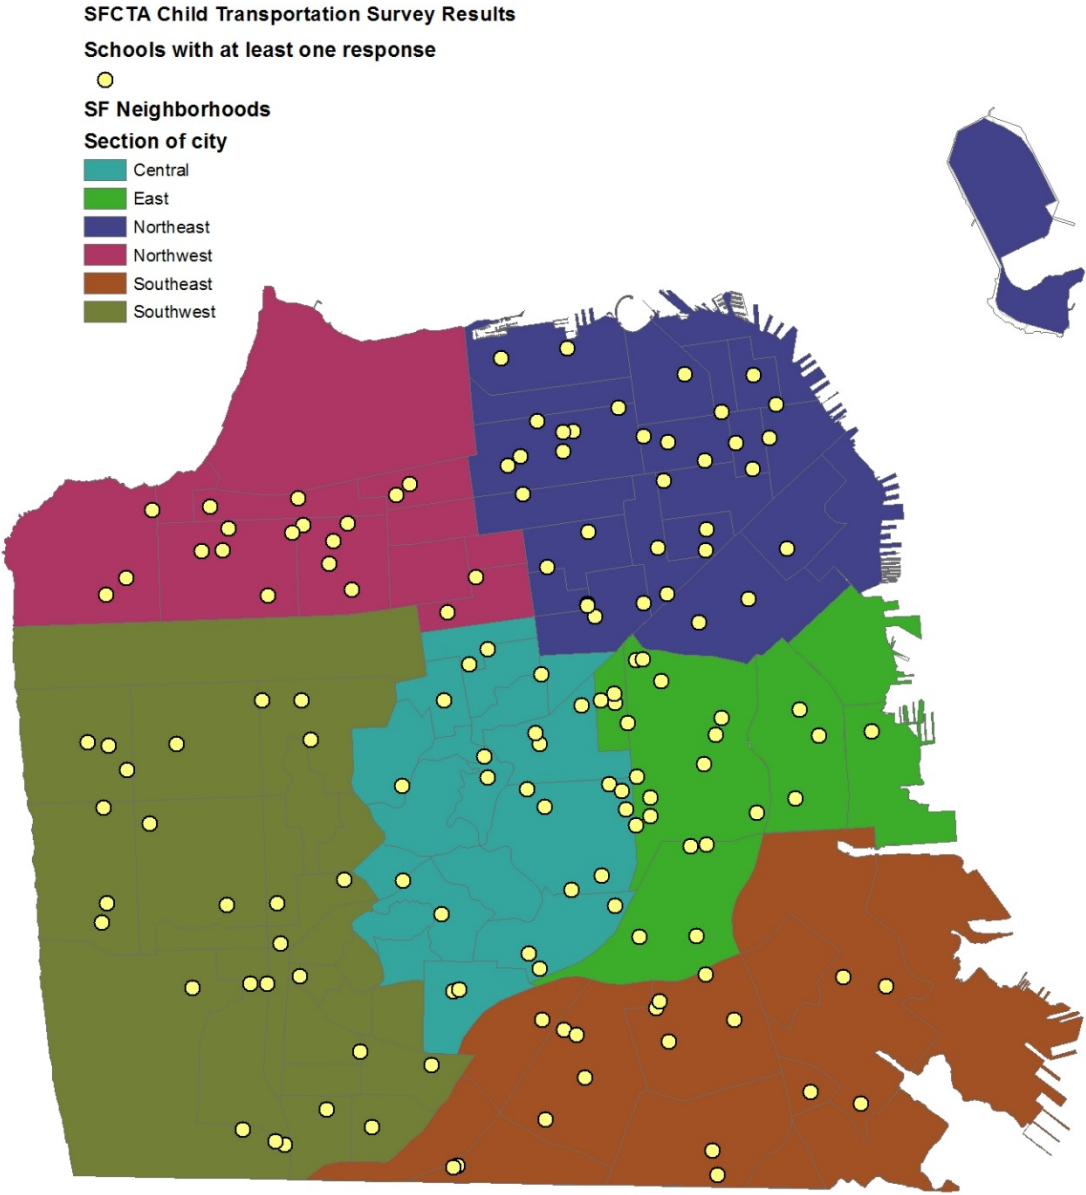 SFCTA Child Transportation Survey Results
Schools with at least one response
SF Neighborhoods
Section of city
Central
East
Northeast
Northwest
Southeast
Southwest